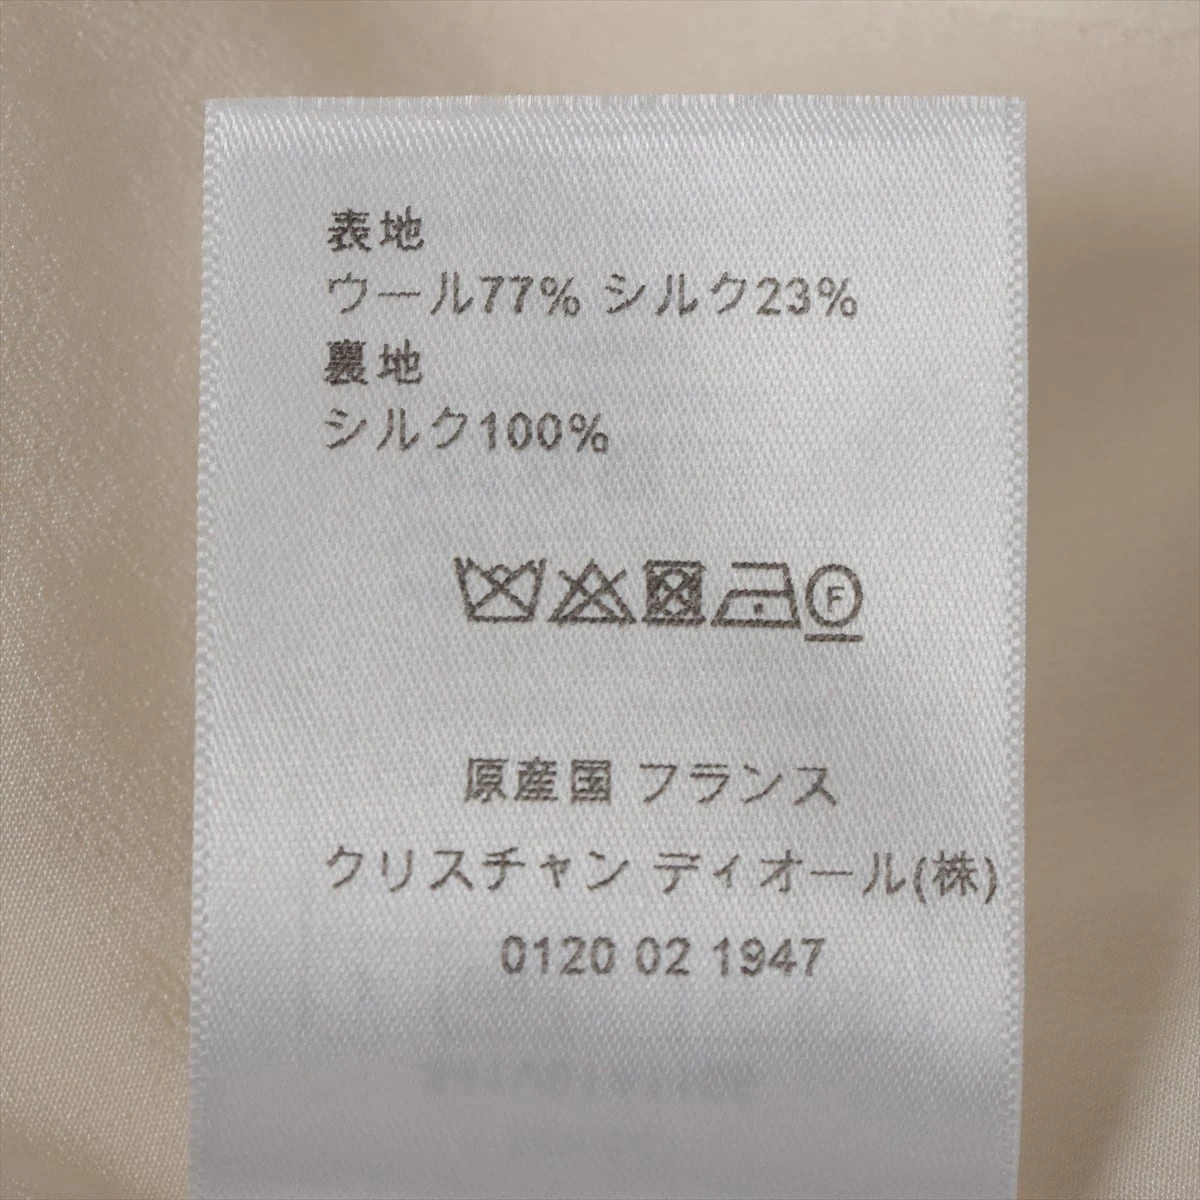 表地
ウール77% シルク23%
裏地
シルク100%
F
原産国 フランス
クリスチャン ディオール(株)
0120 02 1947